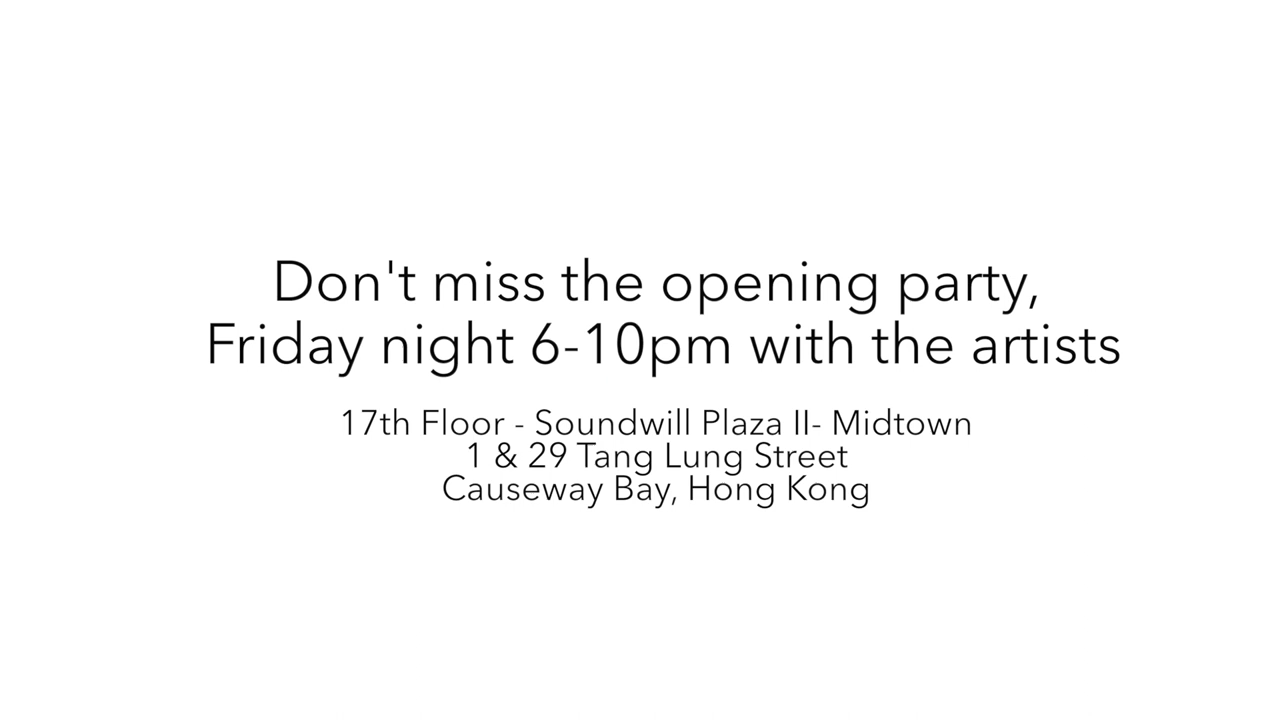 Don't miss the opening party,
Friday night 6-10pm with the artists
17th Floor - Soundwill Plaza II- Midtown
1 & 29 Tang Lung Street
Causeway Bay, Hong Kong